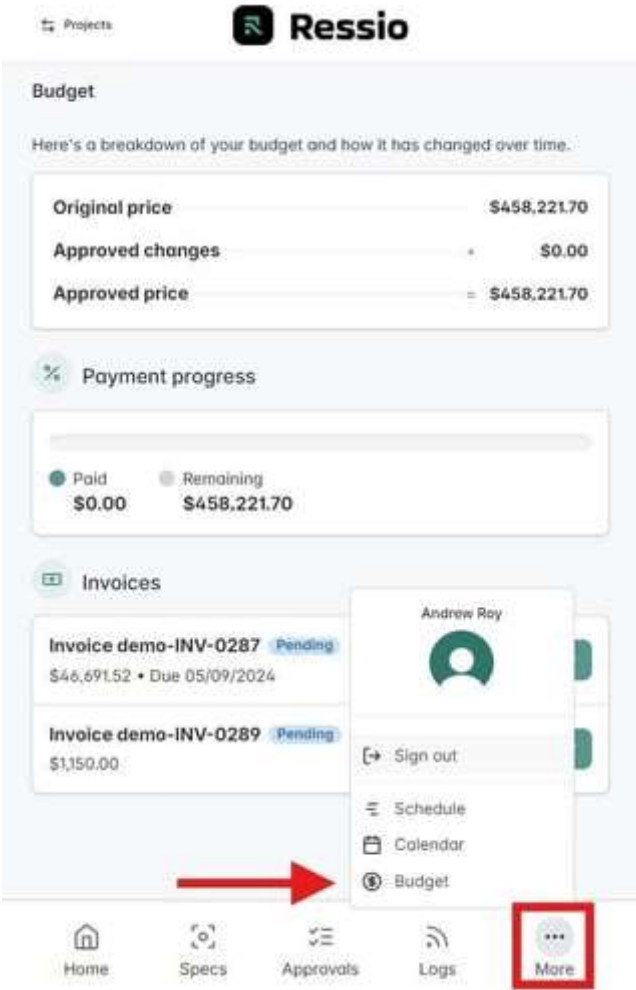 Projects
Ressio
Budget
Here's a breakdown of your budget and how it has changed over time.
Original price $458,221.70
Approved changes + $0.00
Approved price = $458,221.70
% Payment progress
Paid Remaining
$0.00 $458,221.70
Invoices
Invoice demo-INV-0287 Pending
$46,691.52 • Due 05/09/2024
Invoice demo-INV-0289 Pending
$1,150.00
Andrew Roy
Sign out
Schedule
Calendar
Budget
Home Specs Approvals Logs More